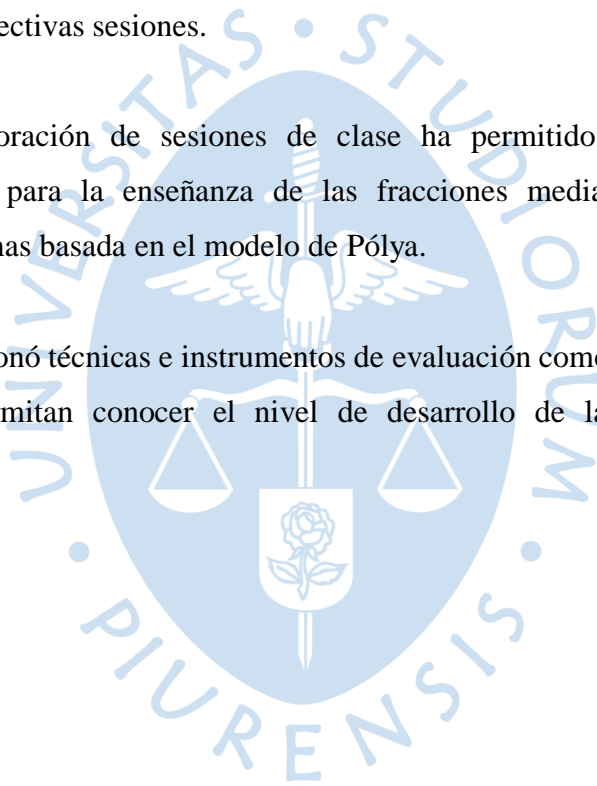 ectivas sesiones.
oración de sesiones de clase ha permitido
para la enseñanza de las fracciones media
nas basada en el modelo de Pólya.
onó técnicas e instrumentos de evaluación como
mitan conocer el nivel de desarrollo de la
UNIVERSITAS • STUDIORUM • PIURENSIS